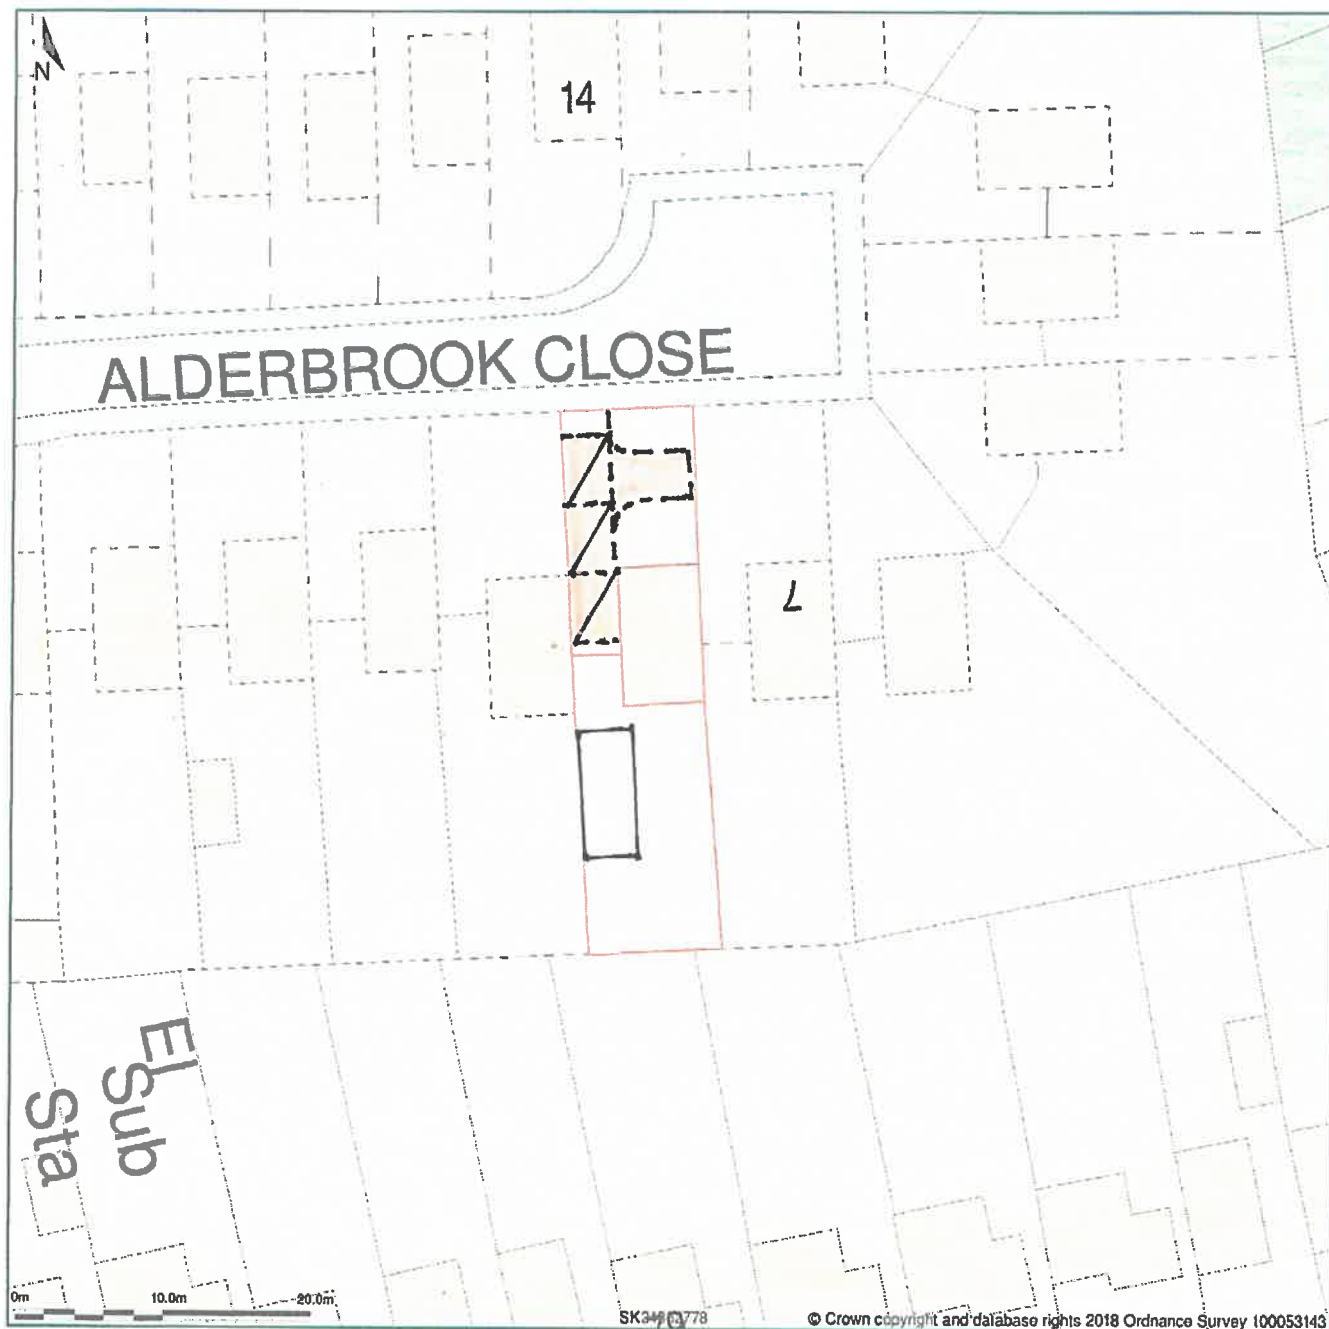 N
14
ALDERBROOK CLOSE
7
El
Sub
Sta
0m 10.0m 20.0m
© Crown copyright and database rights 2018 Ordnance Survey 100053143